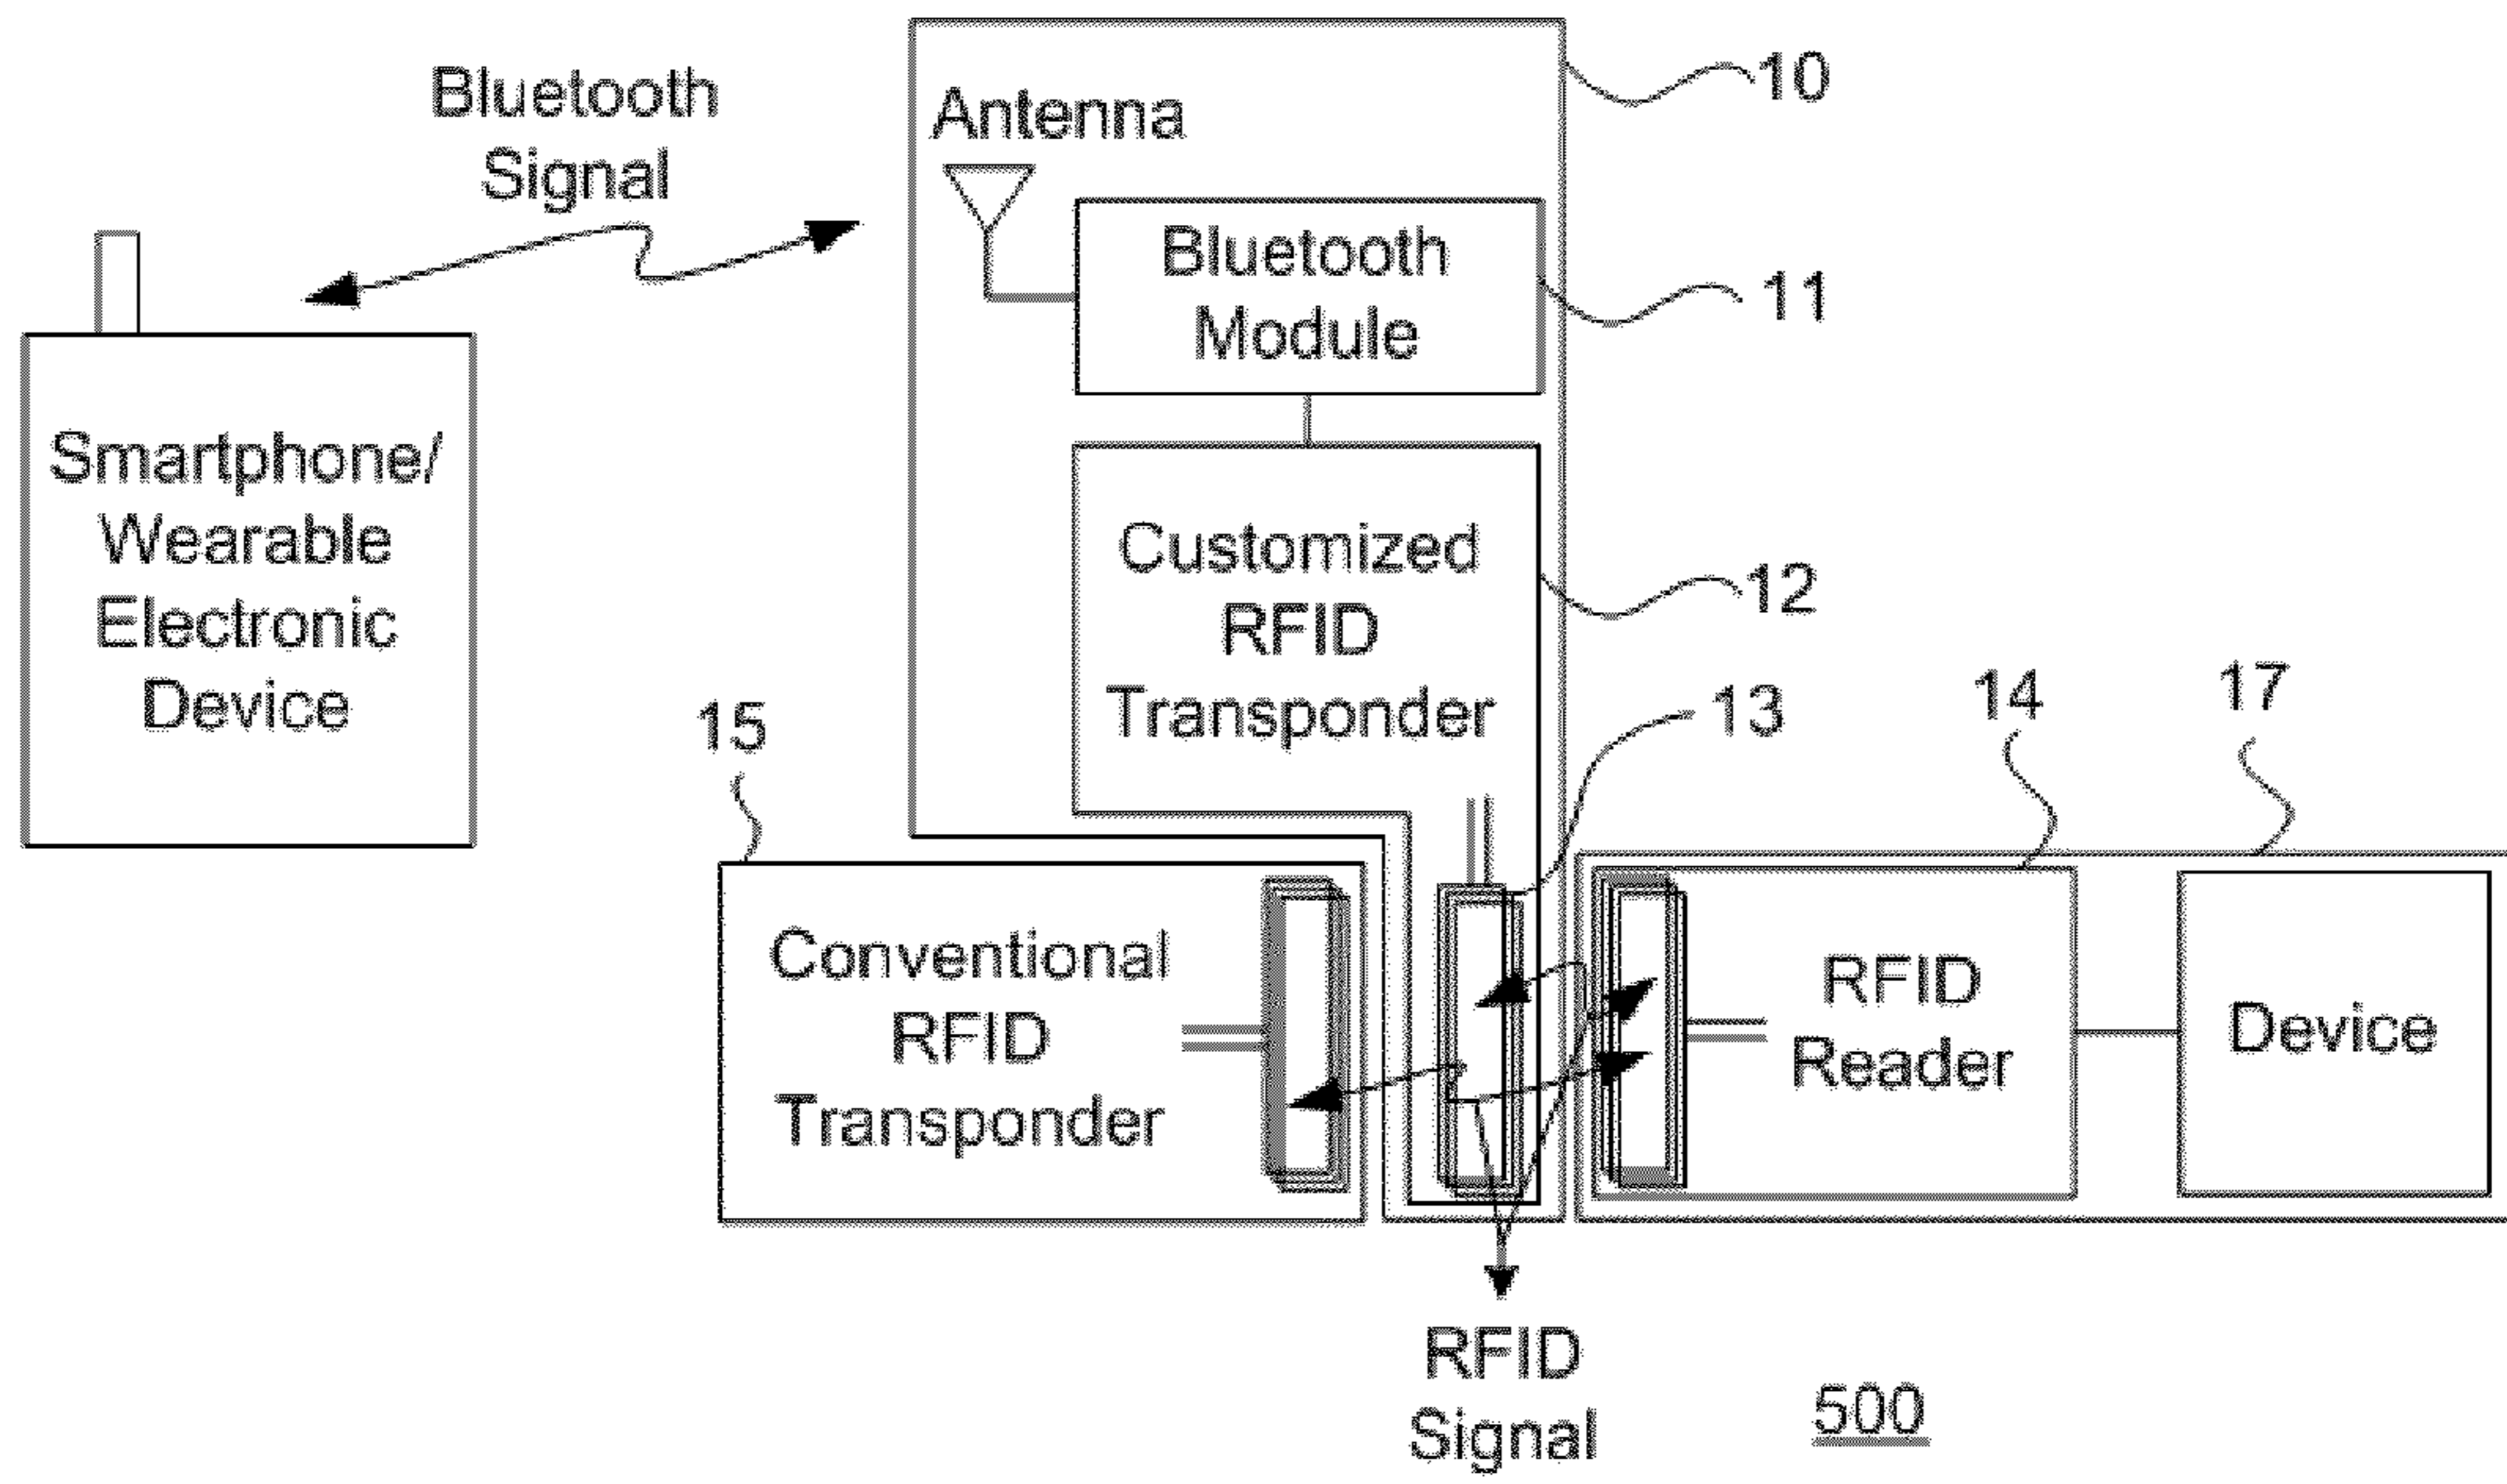 Bluetooth
Signal
Antenna
10
Bluetooth
Module
11
Smartphone/
Wearable
Electronic
Device
Customized
RFID
Transponder
12
13
14
17
15
Conventional
RFID
Transponder
RFID
Reader
Device
RFID
Signal
500